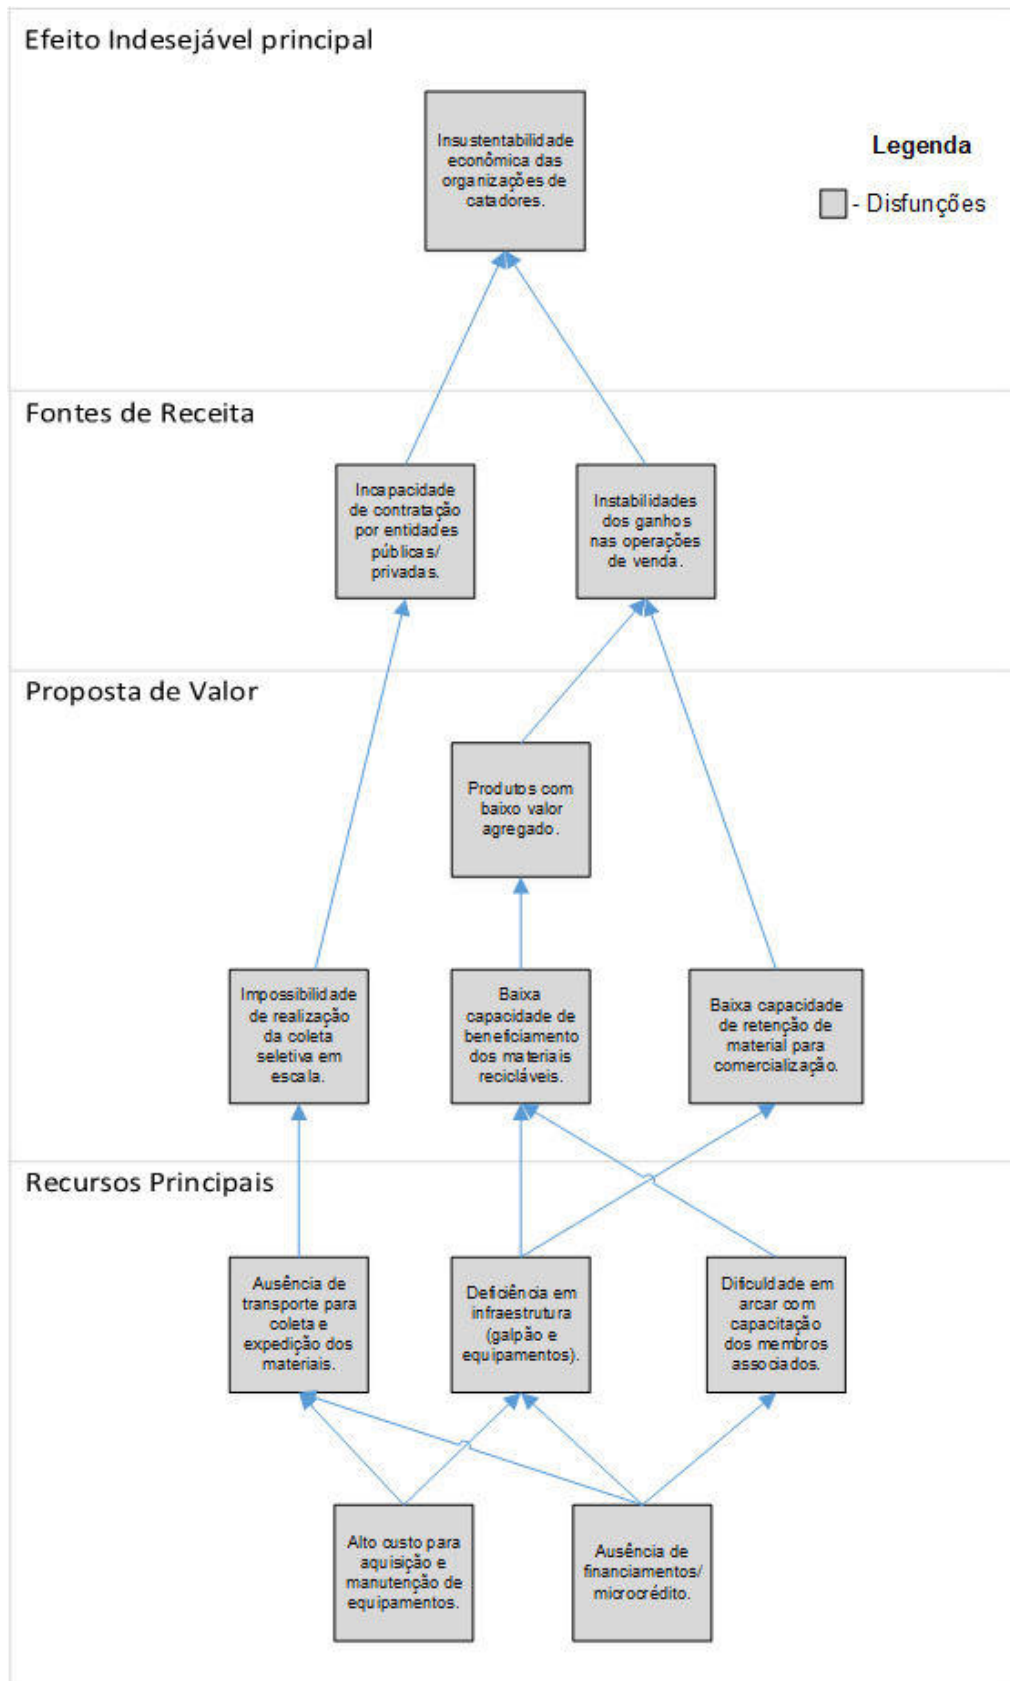 Efeito Indesejável principal
Insustentabilidade
econômica das
organizações de
catadores.
Legenda
- Disfunções
Fontes de Receita
Incapacidade
de contratação
por entidades
públicas/
privadas.
Instabilidades
dos ganhos
nas operações
de venda.
Proposta de Valor
Produtos com
baixo valor
agregado.
Impossibilidade
de realização
da coleta
seletiva em
escala.
Baixa
capacidade de
beneficiamento
dos materiais
recicláveis.
Baixa capacidade
de retenção de
material para
comercialização.
Recursos Principais
Ausência de
transporte para
coleta e
expedição dos
materiais.
Deficiência em
infraestrutura
(galpão e
equipamentos).
Dificuldade em
arcar com
capacitação
dos membros
associados.
Alto custo para
aquisição e
manutenção de
equipamentos.
Ausência de
financiamentos/
microcrédito.